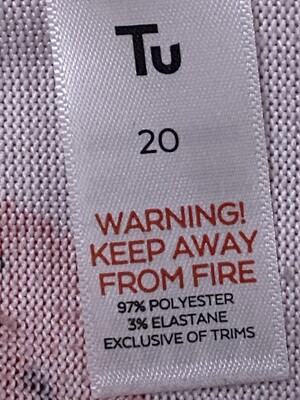 Tu
20
WARNING!
KEEP AWAY
FROM FIRE
97% POLYESTER
3% ELASTANE
EXCLUSIVE OF TRIMS